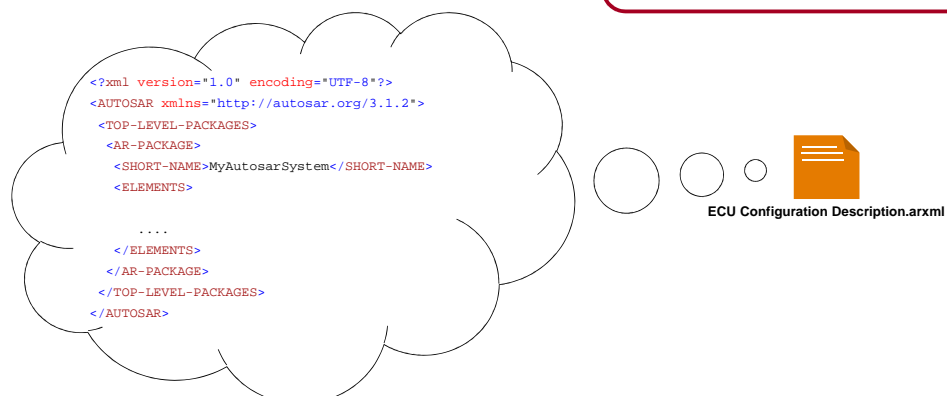 <?xml version="1.0" encoding="UTF-8"?>
<AUTOSAR xmlns="http://autosar.org/3.1.2">
<TOP-LEVEL-PACKAGES>
<AR-PACKAGE>
<SHORT-NAME>MyAutosarSystem</SHORT-NAME>
<ELEMENTS>
....
</ELEMENTS>
</AR-PACKAGE>
</TOP-LEVEL-PACKAGES>
</AUTOSAR>
ECU Configuration Description.arxml